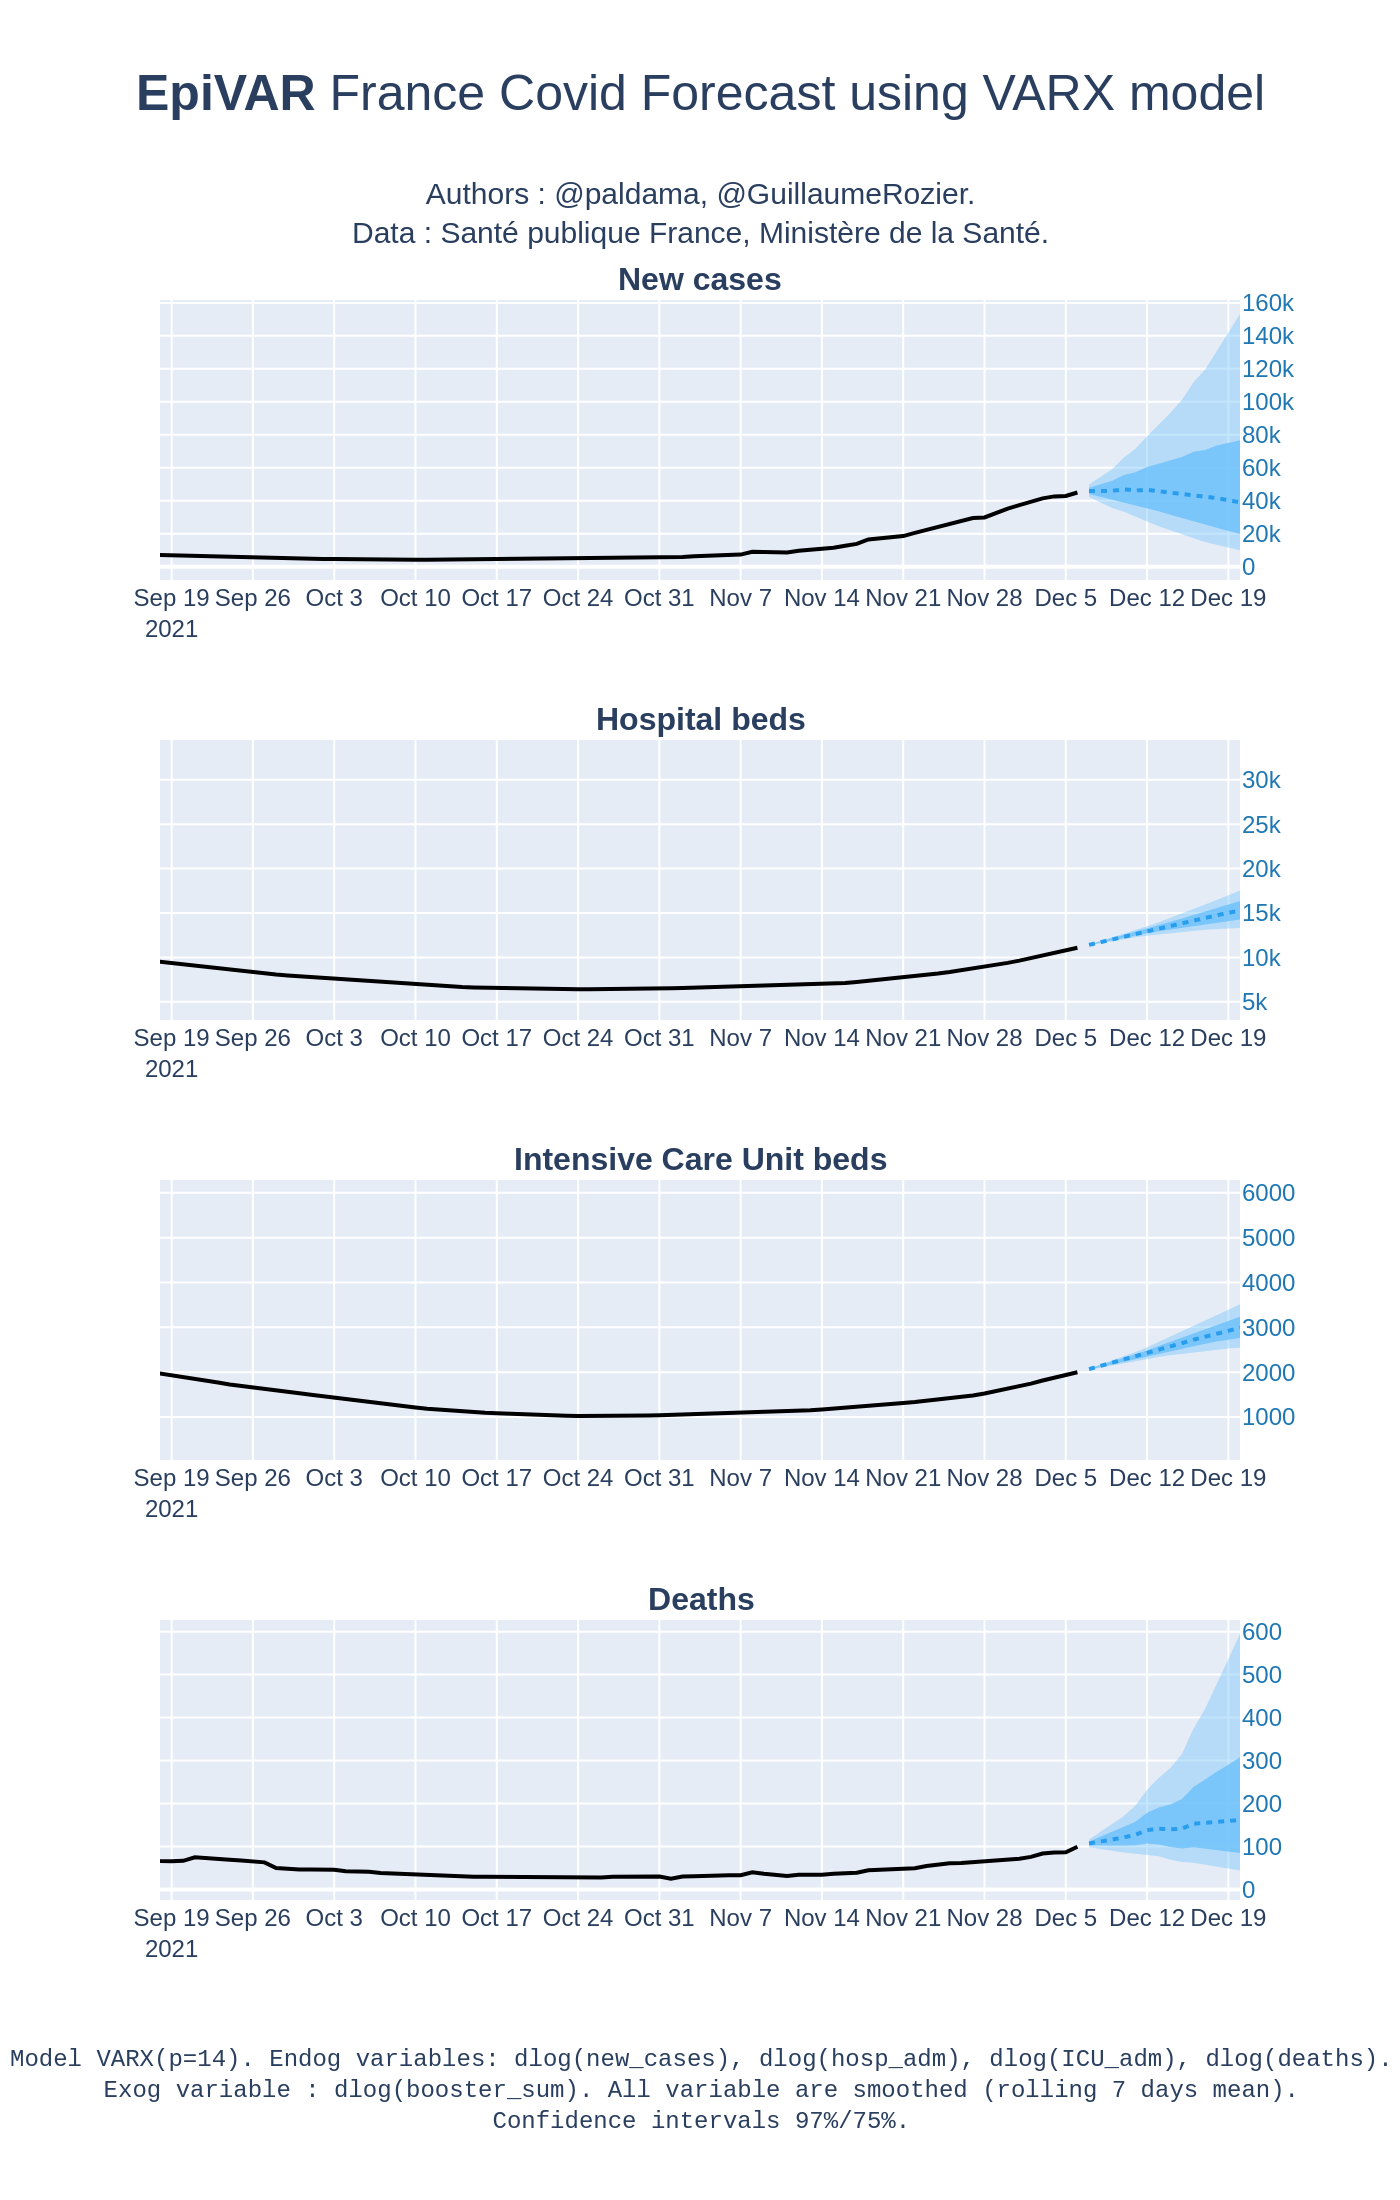 EpiVAR France Covid Forecast using VARX model
Authors : @paldama, @GuillaumeRozier.
Data : Santé publique France, Ministère de la Santé.
New cases
160k
140k
120k
100k
80k
60k
40k
20k
0
Sep 19 Sep 26 Oct 3 Oct 10 Oct 17 Oct 24 Oct 31 Nov 7 Nov 14 Nov 21 Nov 28 Dec 5 Dec 12 Dec 19
2021
Hospital beds
30k
25k
20k
15k
10k
5k
Sep 19 Sep 26 Oct 3 Oct 10 Oct 17 Oct 24 Oct 31 Nov 7 Nov 14 Nov 21 Nov 28 Dec 5 Dec 12 Dec 19
2021
Intensive Care Unit beds
6000
5000
4000
3000
2000
1000
Sep 19 Sep 26 Oct 3 Oct 10 Oct 17 Oct 24 Oct 31 Nov 7 Nov 14 Nov 21 Nov 28 Dec 5 Dec 12 Dec 19
2021
Deaths
600
500
400
300
200
100
0
Sep 19 Sep 26 Oct 3 Oct 10 Oct 17 Oct 24 Oct 31 Nov 7 Nov 14 Nov 21 Nov 28 Dec 5 Dec 12 Dec 19
2021
Model VARX(p=14). Endog variables: dlog(new_cases), dlog(hosp_adm), dlog(ICU_adm), dlog(deaths).
Exog variable : dlog(booster_sum). All variable are smoothed (rolling 7 days mean).
Confidence intervals 97%/75%.